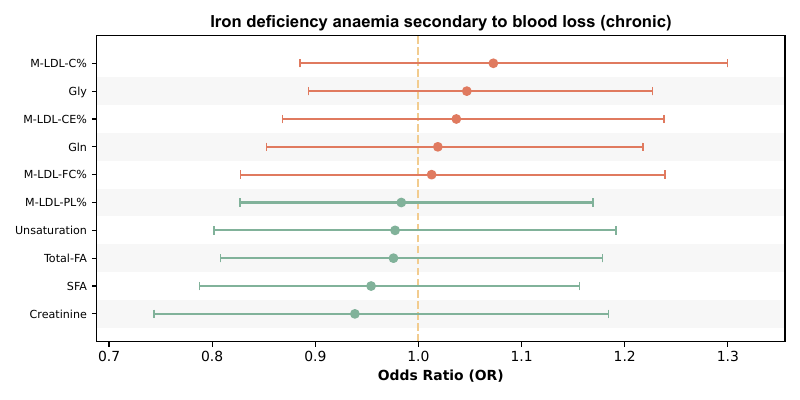 Iron deficiency anaemia secondary to blood loss (chronic)
M-LDL-C%
Gly
M-LDL-CE%
Gln
M-LDL-FC%
M-LDL-PL%
Unsaturation
Total-FA
SFA
Creatinine
0.7 0.8 0.9 1.0 1.1 1.2 1.3
Odds Ratio (OR)